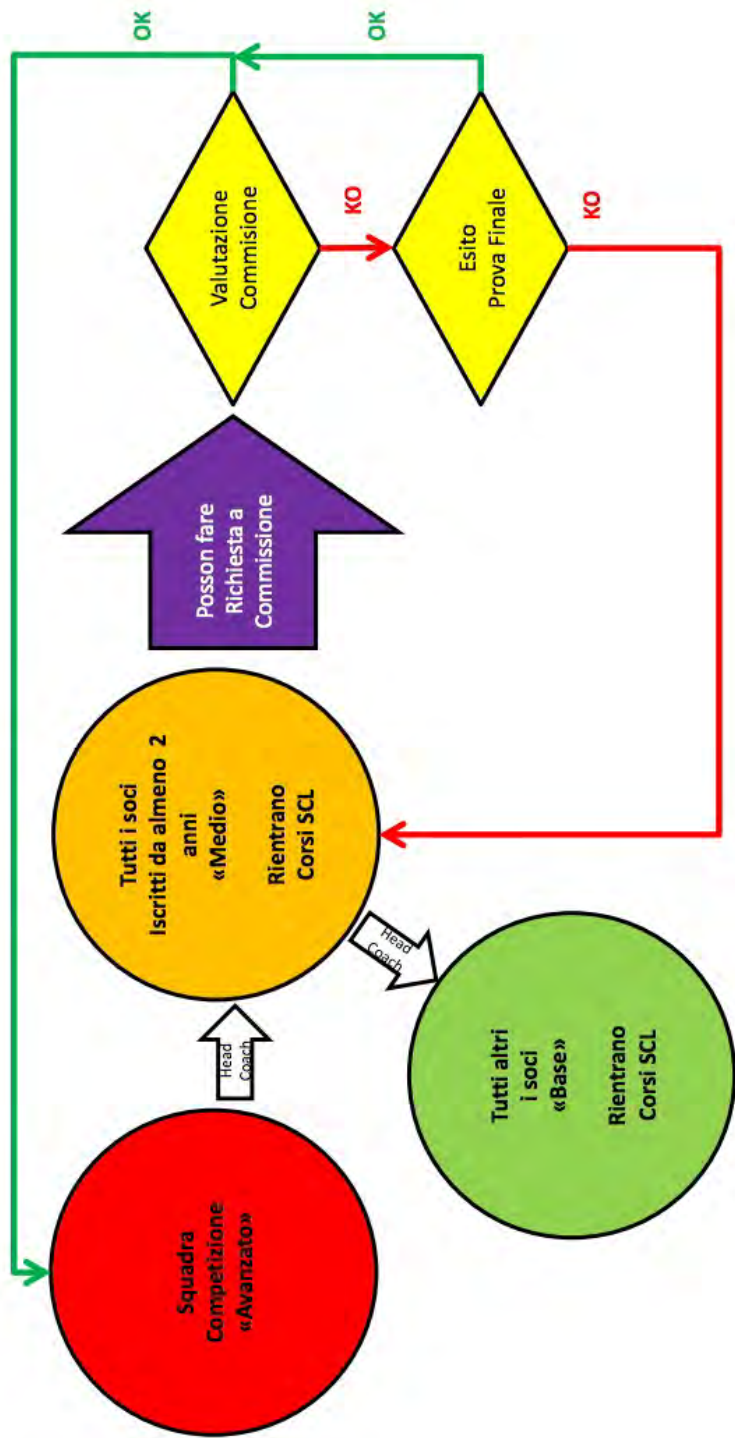 Squadra
Competizione
«Avanzato»
Head
Coach
Tutti i soci
Iscritti da almeno  2
anni
«Medio»
Rientrano
Corsi SCL
Head
Coach
Tutti altri
i soci
«Base»
Rientrano
Corsi SCL
Posson fare
Richiesta a
Commissione
Valutazione
Commisione
OK
KO
Esito
Prova Finale
OK
KO